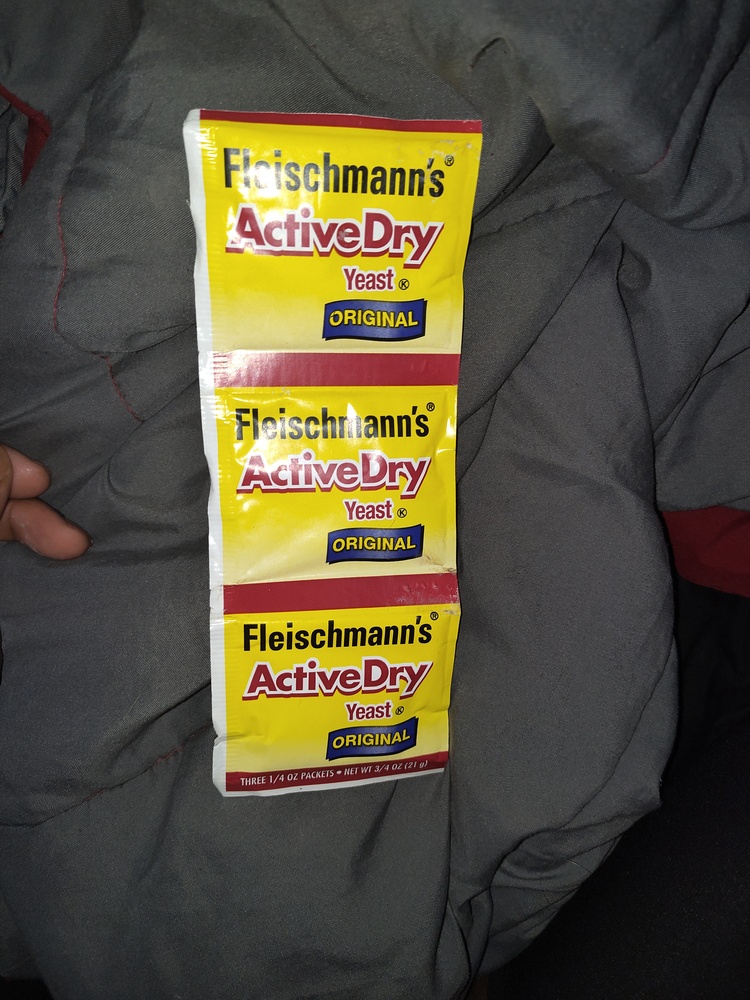 Fleischmann's®
ActiveDry
Yeast Ⓚ
ORIGINAL
Fleischmann's®
ActiveDry
Yeast Ⓚ
ORIGINAL
Fleischmann's®
ActiveDry
Yeast Ⓚ
ORIGINAL
THREE 1/4 OZ PACKETS • NET WT 3/4 OZ (21 g)